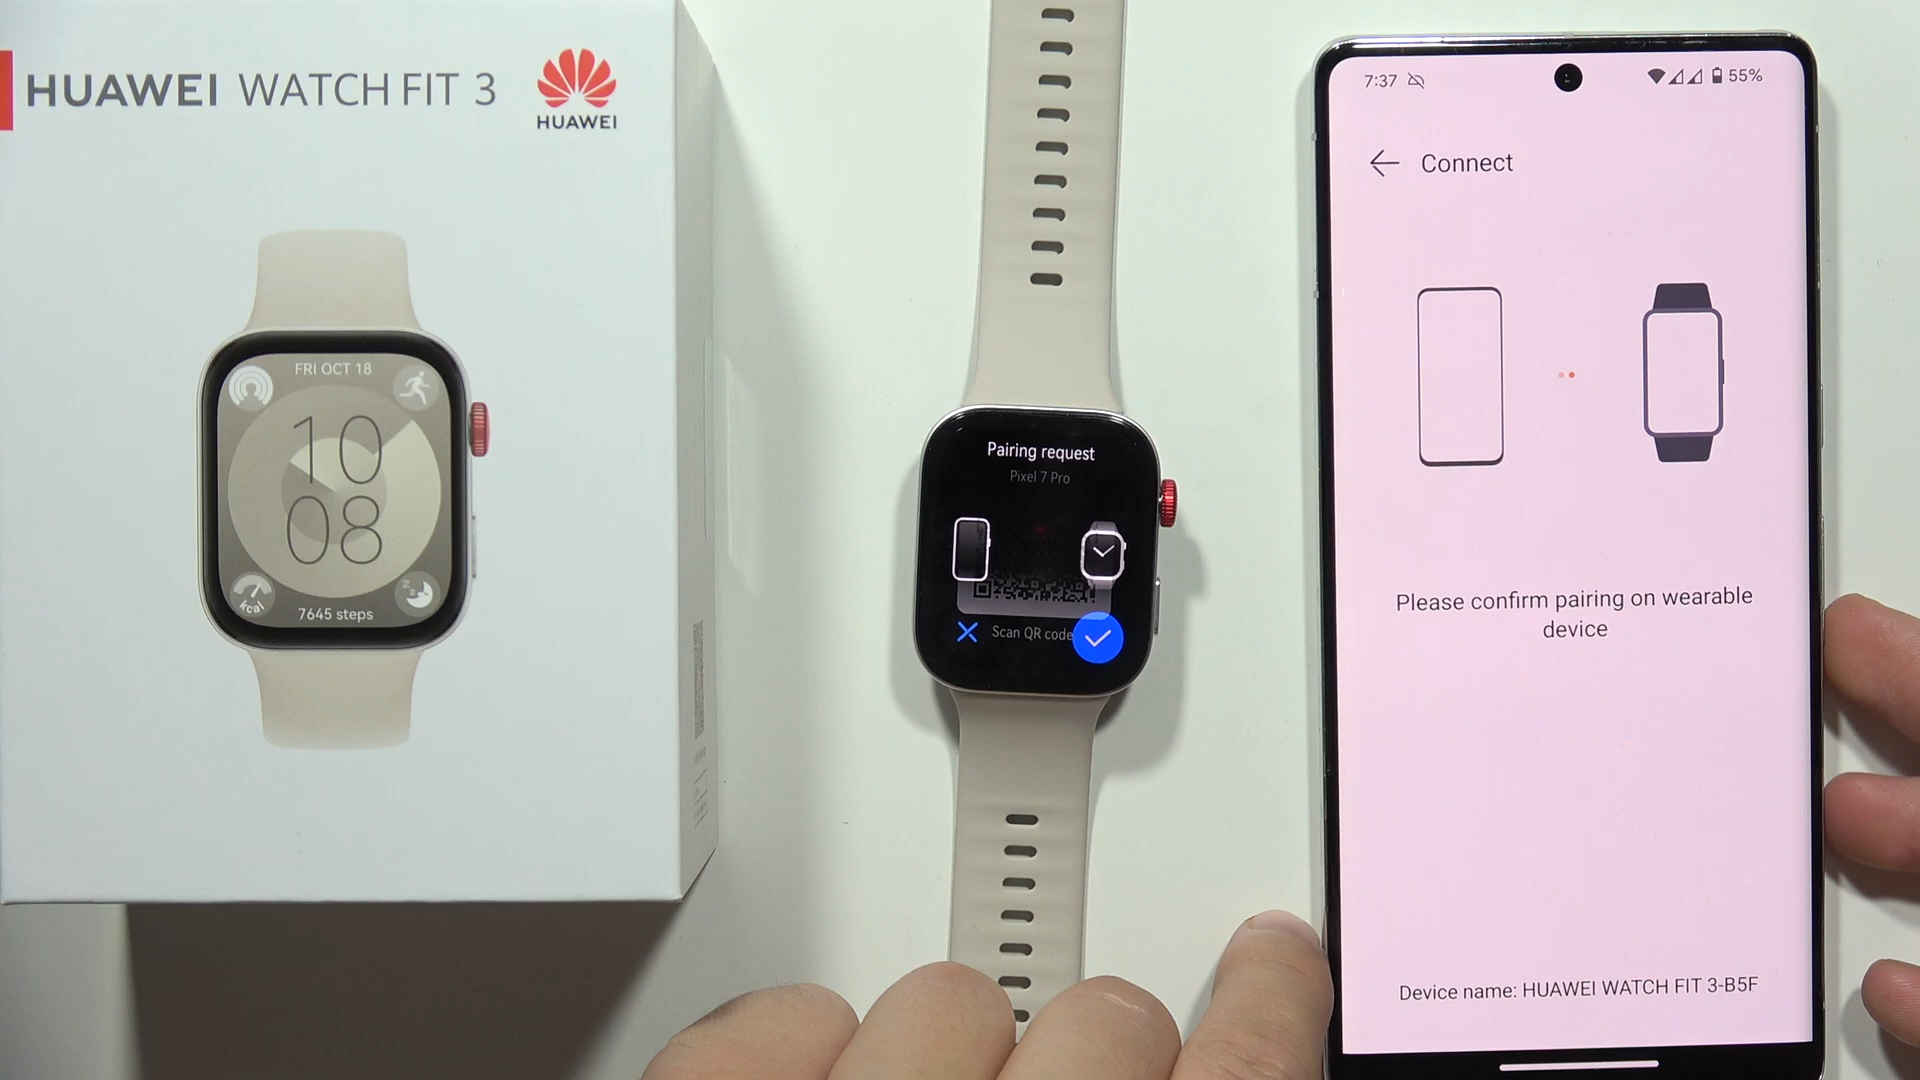 HUAWEI WATCH FIT 3
HUAWEI
FRI OCT 18
10
08
kcal
z z
7645 steps
Pairing request
Pixel 7 Pro
Scan QR code
7:37
55%
Connect
Please confirm pairing on wearable
device
Device name: HUAWEI WATCH FIT 3-B5F